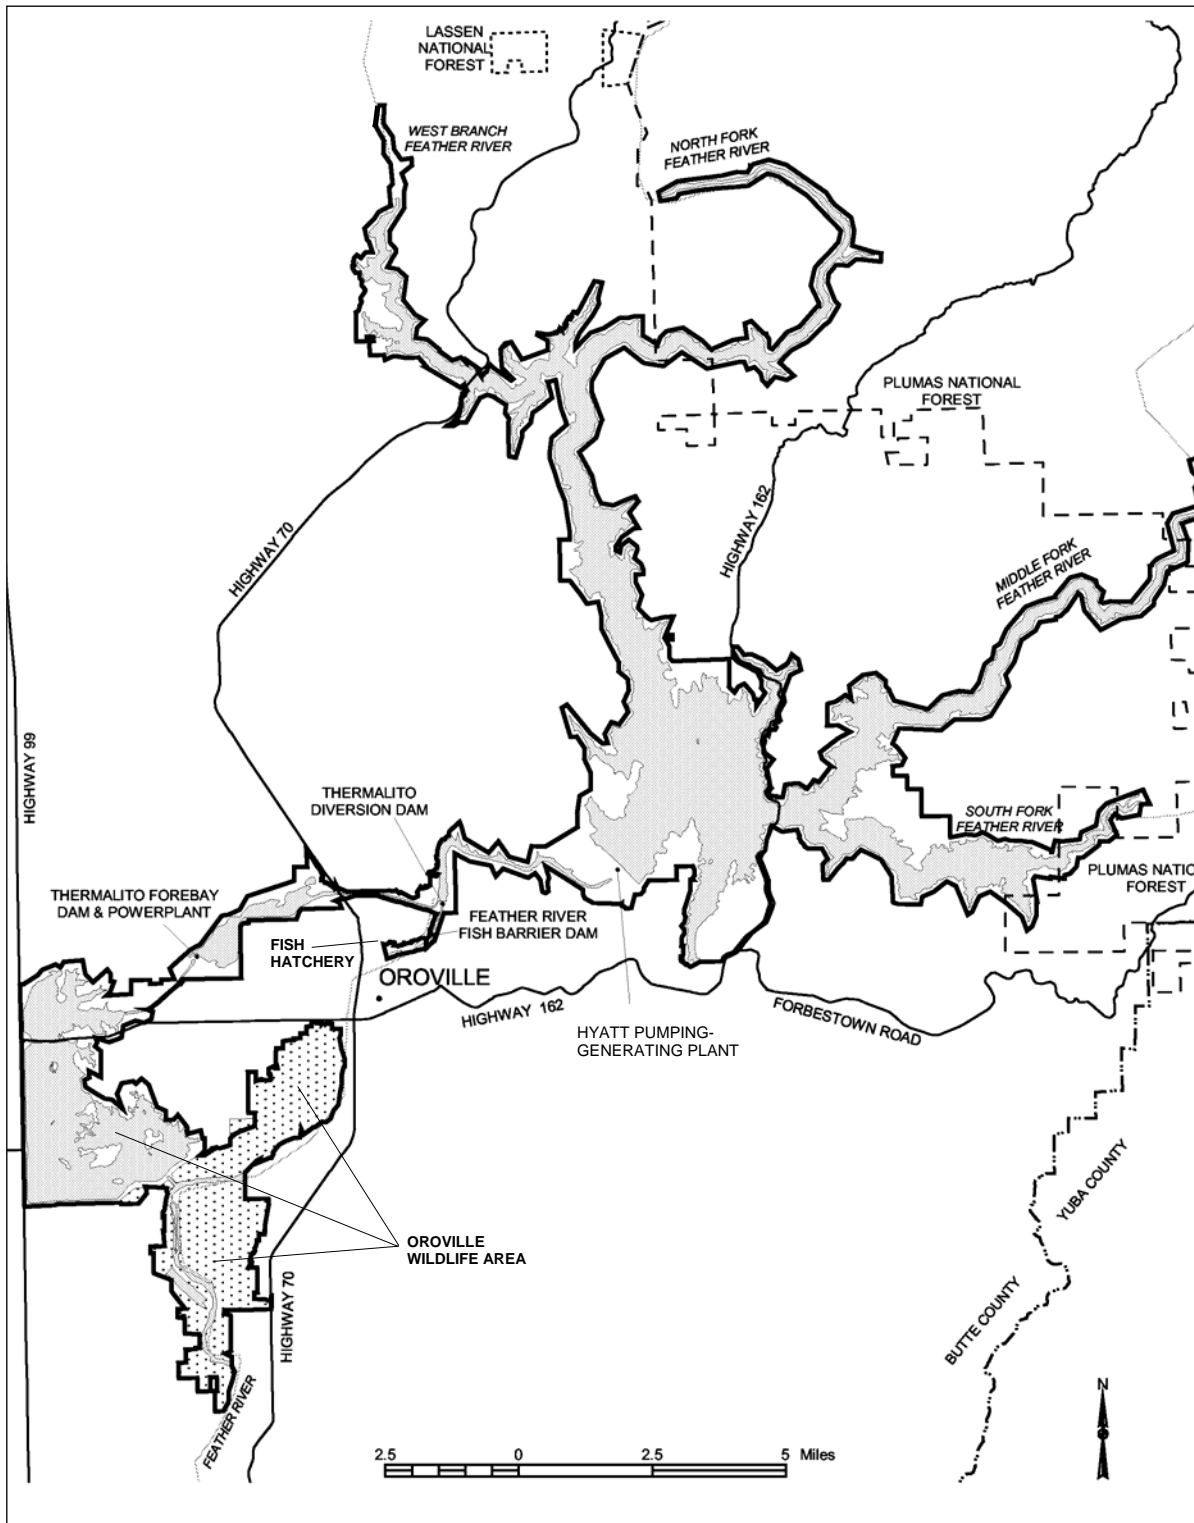 LASSEN
NATIONAL
FOREST
WEST BRANCH
FEATHER RIVER
NORTH FORK
FEATHER RIVER
PLUMAS NATIONAL
FOREST
HIGHWAY 70
HIGHWAY 162
MIDDLE FORK
FEATHER RIVER
HIGHWAY 99
THERMALITO
DIVERSION DAM
SOUTH FORK
FEATHER RIVER
THERMALITO FOREBAY
DAM & POWERPLANT
PLUMAS NATIO
FOREST
FEATHER RIVER
FISH BARRIER DAM
FISH
HATCHERY
OROVILLE
HIGHWAY 162
FORBESTOWN ROAD
HYATT PUMPING-
GENERATING PLANT
YUBA COUNTY
OROVILLE
WILDLIFE AREA
HIGHWAY 70
BUTTE COUNTY
FEATHER RIVER
N
2.5 0 2.5 5 Miles